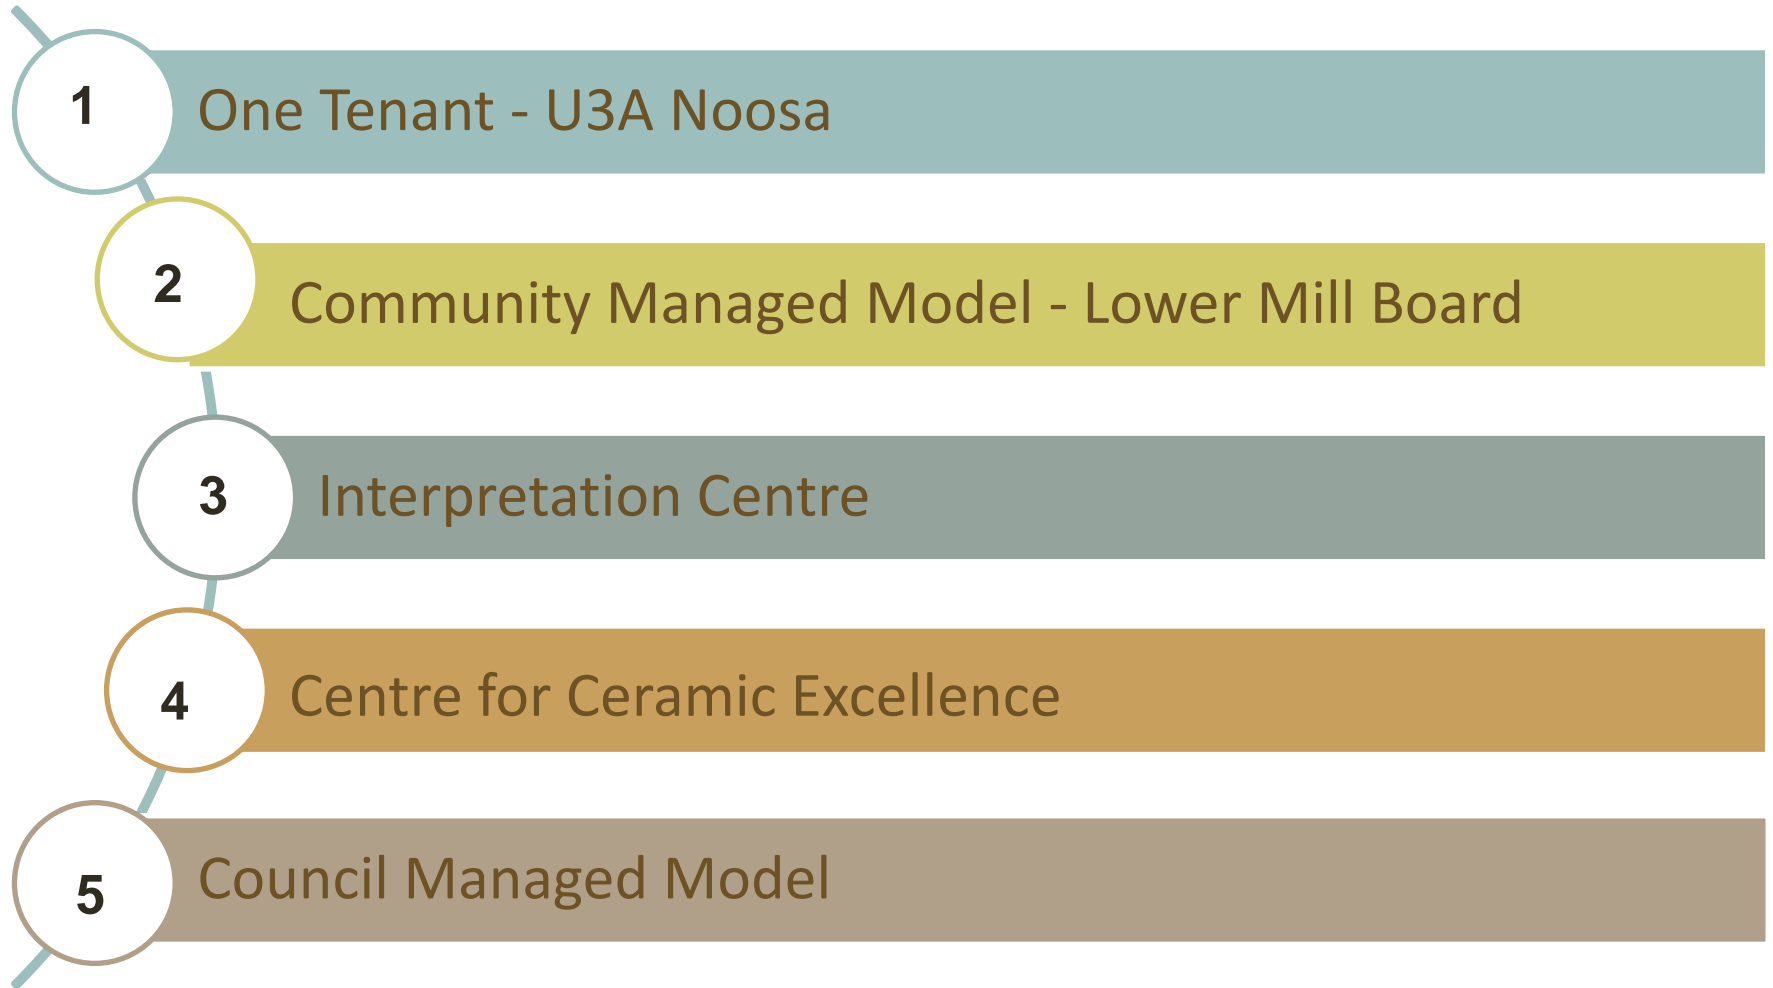 1
One Tenant - U3A Noosa
2
Community Managed Model - Lower Mill Board
3
Interpretation Centre
4
Centre for Ceramic Excellence
5
Council Managed Model